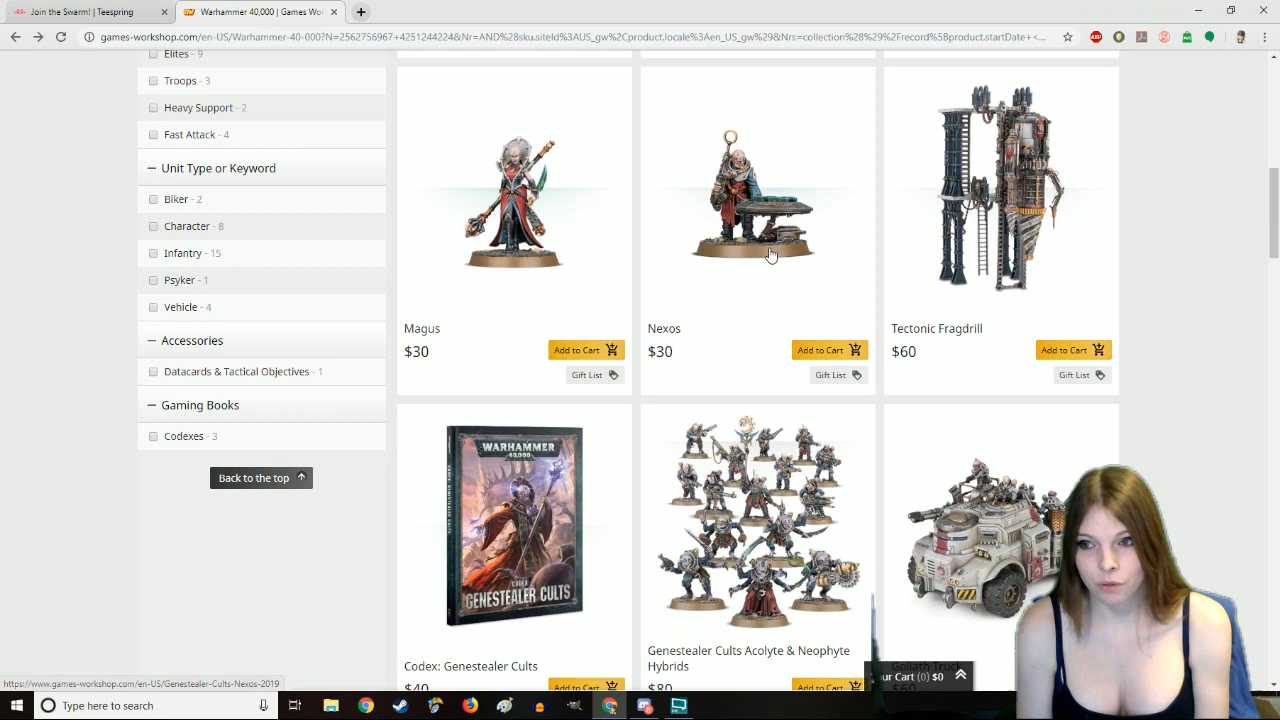 Join the Swarm! | Teespring
Warhammer 40,000 | Games Wor
games-workshop.com/en-US/Warhammer-40-000?N=2562756967+4251244224&Nr=AND%28sku.siteId%3AUS_gw%2Cproduct.locale%3Aen_US_gw%29&Nrs=collection%28%29%2Frecord%5Bproduct.startDate+<...
ABP
Elites - 9
Troops - 3
Heavy Support - 2
Fast Attack - 4
Unit Type or Keyword
Biker - 2
Character - 8
Infantry - 15
Psyker - 1
Vehicle - 4
Accessories
Datacards & Tactical Objectives - 1
Gaming Books
Codexes - 3
Back to the top
Magus
$30
Add to Cart
Gift List
Nexos
$30
Add to Cart
Gift List
Tectonic Fragdrill
$60
Add to Cart
Gift List
WARHAMMER
40,000
CODEX
GENESTEALER CULTS
Codex: Genestealer Cults
$40
Add to Cart
Genestealer Cults Acolyte & Neophyte
Hybrids
$80
Add to Cart
Goliath Truck
$60
our Cart (0) $0
https://www.games-workshop.com/en-US/Genestealer-Cults-Nexos-2019
Type here to search